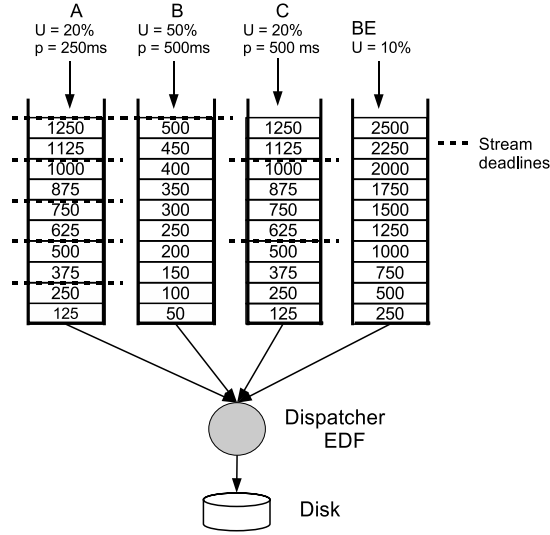 A
U = 20%
p = 250ms
B
U = 50%
p = 500ms
C
U = 20%
p = 500 ms
BE
U = 10%
1250
1125
1000
875
750
625
500
375
250
125
500
450
400
350
300
250
200
150
100
50
1250
1125
1000
875
750
625
500
375
250
125
2500
2250
2000
1750
1500
1250
1000
750
500
250
Stream
deadlines
Dispatcher
EDF
Disk